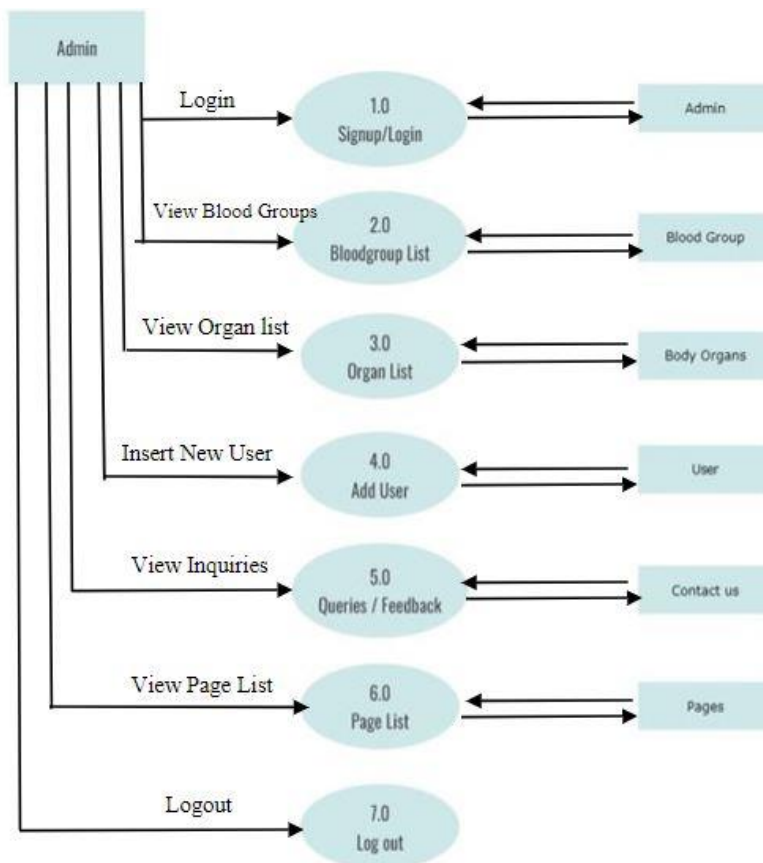 Admin
Login
1.0
Signup/Login
Admin
View Blood Groups
2.0
Bloodgroup List
Blood Group
View Organ list
3.0
Organ List
Body Organs
Insert New User
4.0
Add User
User
View Inquiries
5.0
Queries / Feedback
Contact us
View Page List
6.0
Page List
Pages
Logout
7.0
Log out